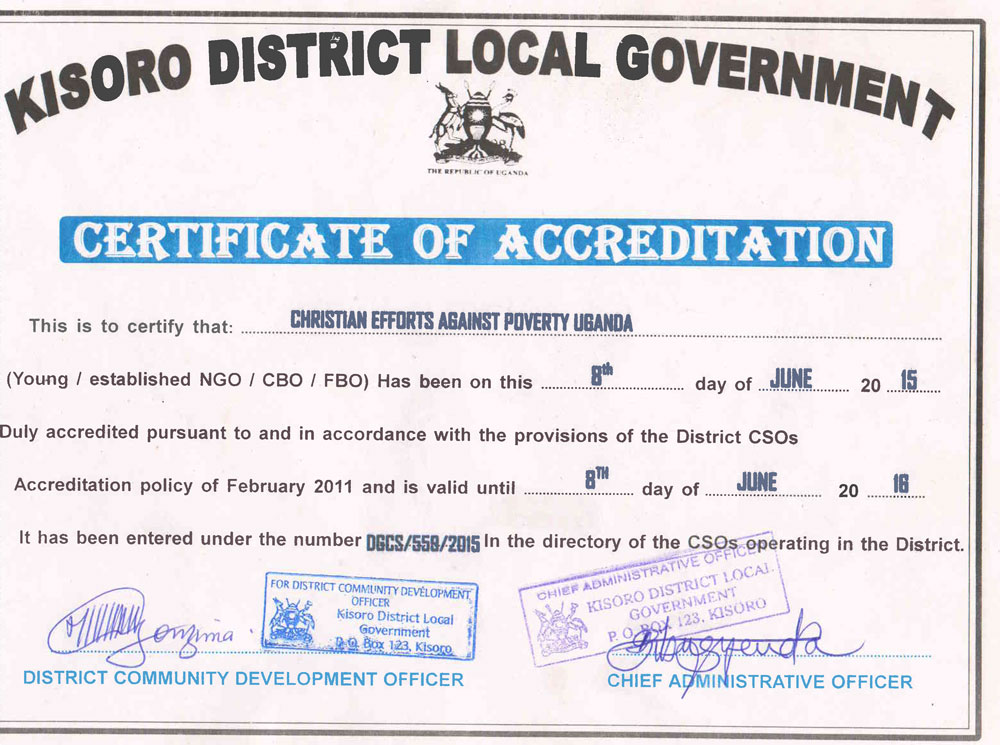 KISORO DISTRICT LOCAL GOVERNMENT
THE REPUBLIC OF UGANDA
CERTIFICATE OF ACCREDITATION
This is to certify that: CHRISTIAN EFFORTS AGAINST POVERTY UGANDA
(Young / established NGO / CBO / FBO) Has been on this 8th day of JUNE 20 15
Duly accredited pursuant to and in accordance with the provisions of the District CSOs
Accreditation policy of February 2011 and is valid until 8TH day of JUNE 20 16
It has been entered under the number DGCS/558/2015 In the directory of the CSOs operating in the District.
FOR DISTRICT COMMUNITY DEVELOPMENT
OFFICER
Kisoro District Local
Government
P. O. Box 123, Kisoro
CHIEF ADMINISTRATIVE OFFICER
KISORO DISTRICT LOCAL
GOVERNMENT
P. O. BOX 123, KISORO
DISTRICT COMMUNITY DEVELOPMENT OFFICER
CHIEF ADMINISTRATIVE OFFICER